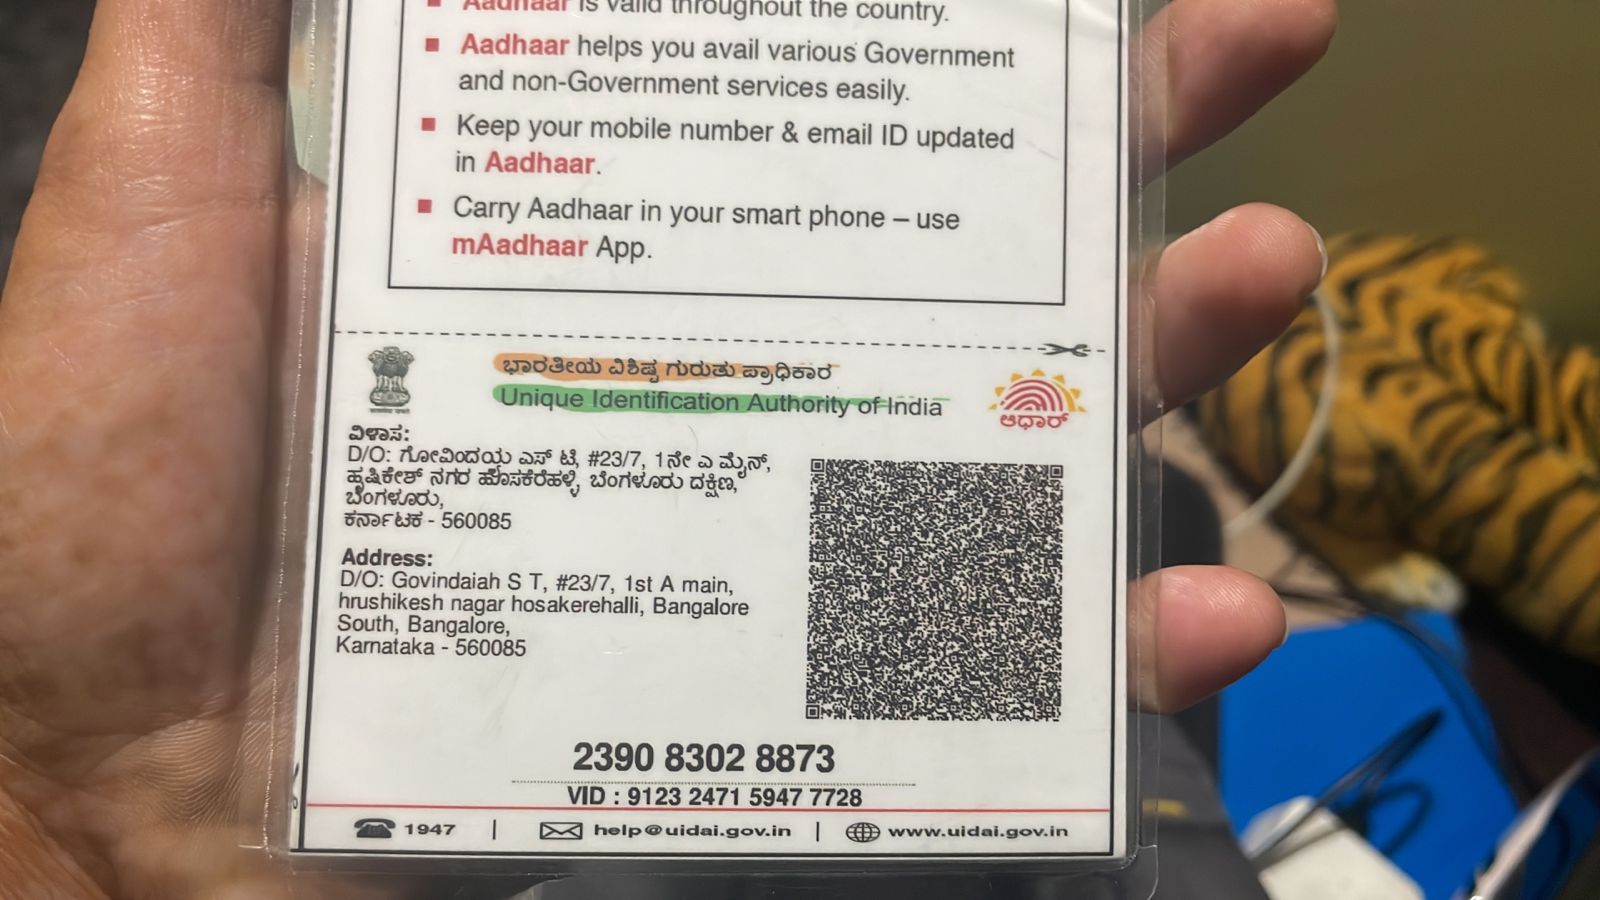 Aadhaar is valid throughout the country.
Aadhaar helps you avail various Government
and non-Government services easily.
Keep your mobile number & email ID updated
in Aadhaar.
Carry Aadhaar in your smart phone – use
mAadhaar App.
ಭಾರತೀಯ ವಿಶಿಷ್ಟ ಗುರುತು ಪ್ರಾಧಿಕಾರ
Unique Identification Authority of India
ಆಧಾರ್
ವಿಳಾಸ:
D/O: ಗೋವಿಂದಯ್ಯ ಎಸ್ ಟಿ, #23/7, 1ನೇ ಎ ಮೈನ್,
ಹೃಷಿಕೇಶ್ ನಗರ ಹೊಸಕೆರೆಹಳ್ಳಿ, ಬೆಂಗಳೂರು ದಕ್ಷಿಣ,
ಬೆಂಗಳೂರು,
ಕರ್ನಾಟಕ - 560085
Address:
D/O: Govindaiah S T, #23/7, 1st A main,
hrushikesh nagar hosakerehalli, Bangalore
South, Bangalore,
Karnataka - 560085
2390 8302 8873
VID : 9123 2471 5947 7728
1947 | help@uidai.gov.in | www.uidai.gov.in